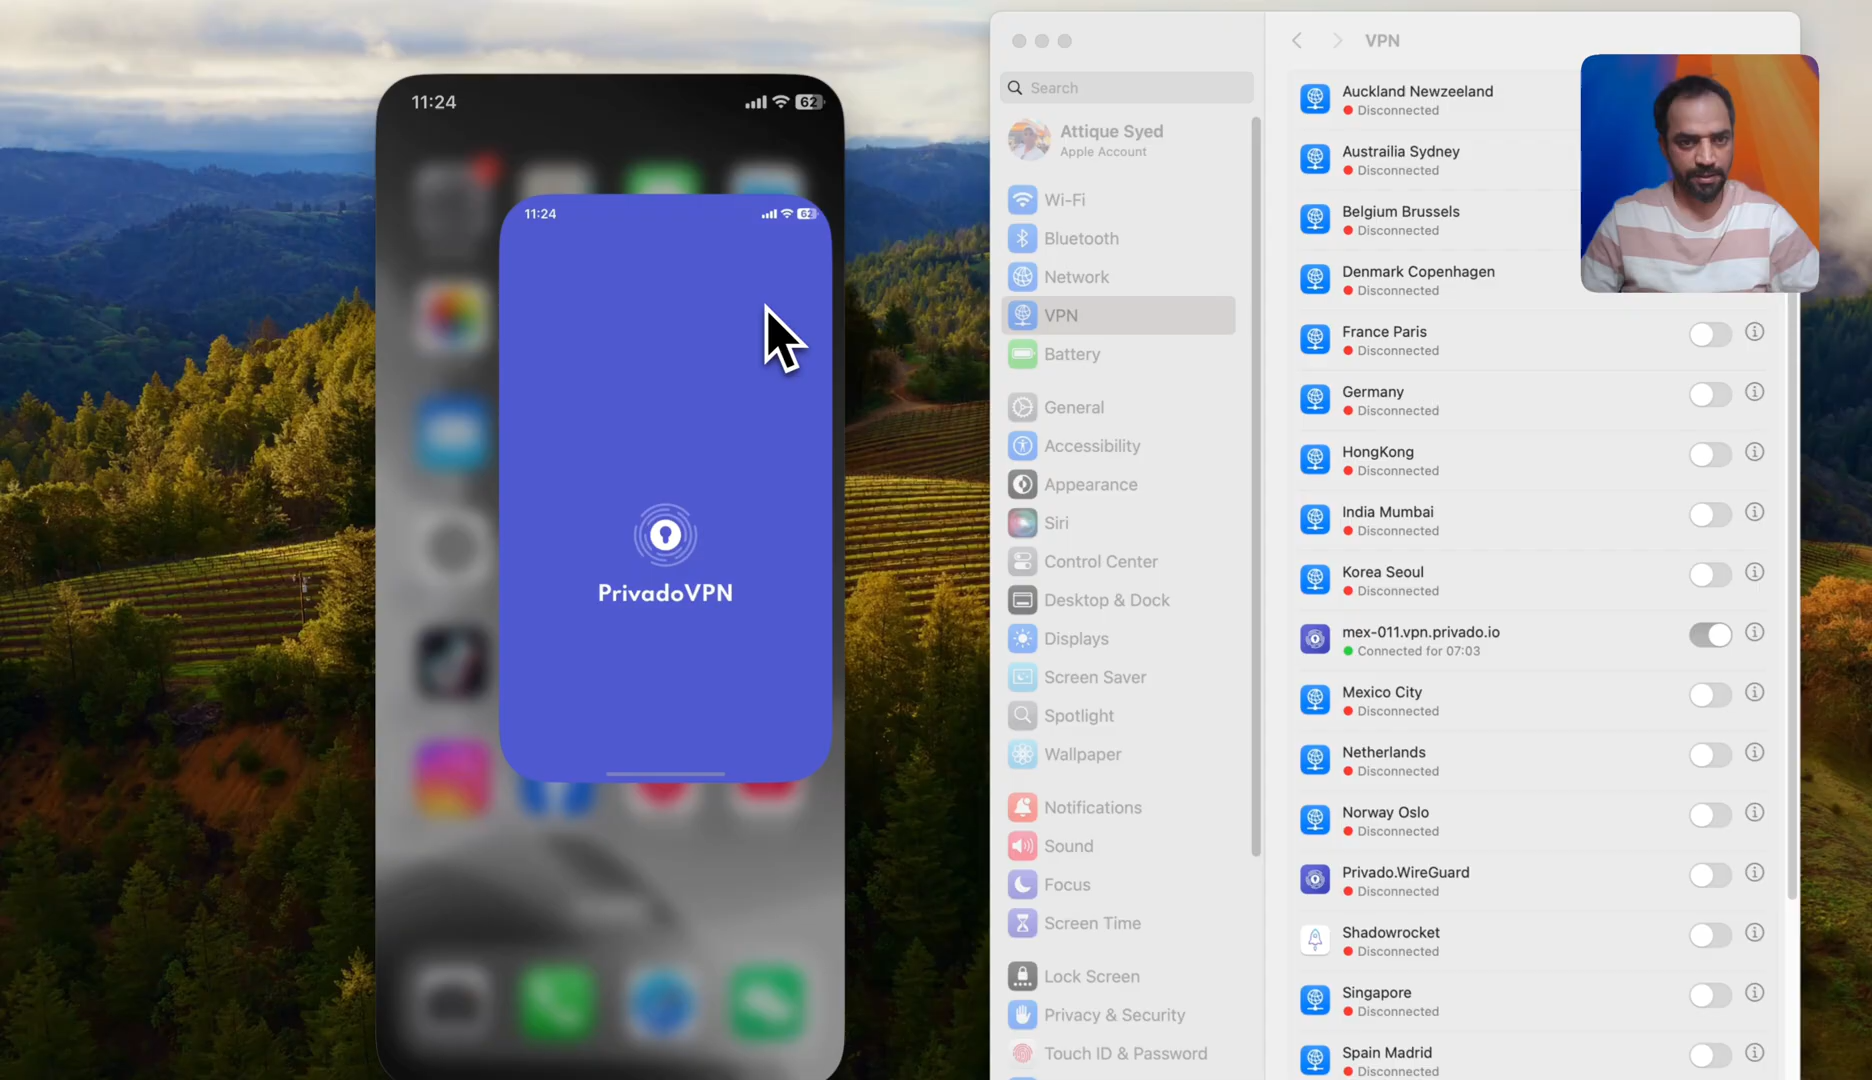 11:24
62
11:24
62
PrivadoVPN
Search
Attique Syed
Apple Account
Wi-Fi
Bluetooth
Network
VPN
Battery
General
Accessibility
Appearance
Siri
Control Center
Desktop & Dock
Displays
Screen Saver
Spotlight
Wallpaper
Notifications
Sound
Focus
Screen Time
Lock Screen
Privacy & Security
Touch ID & Password
VPN
Auckland Newzeeland
Disconnected
Austrailia Sydney
Disconnected
Belgium Brussels
Disconnected
Denmark Copenhagen
Disconnected
France Paris
Disconnected
Germany
Disconnected
HongKong
Disconnected
India Mumbai
Disconnected
Korea Seoul
Disconnected
mex-011.vpn.privado.io
Connected for 07:03
Mexico City
Disconnected
Netherlands
Disconnected
Norway Oslo
Disconnected
Privado.WireGuard
Disconnected
Shadowrocket
Disconnected
Singapore
Disconnected
Spain Madrid
Disconnected